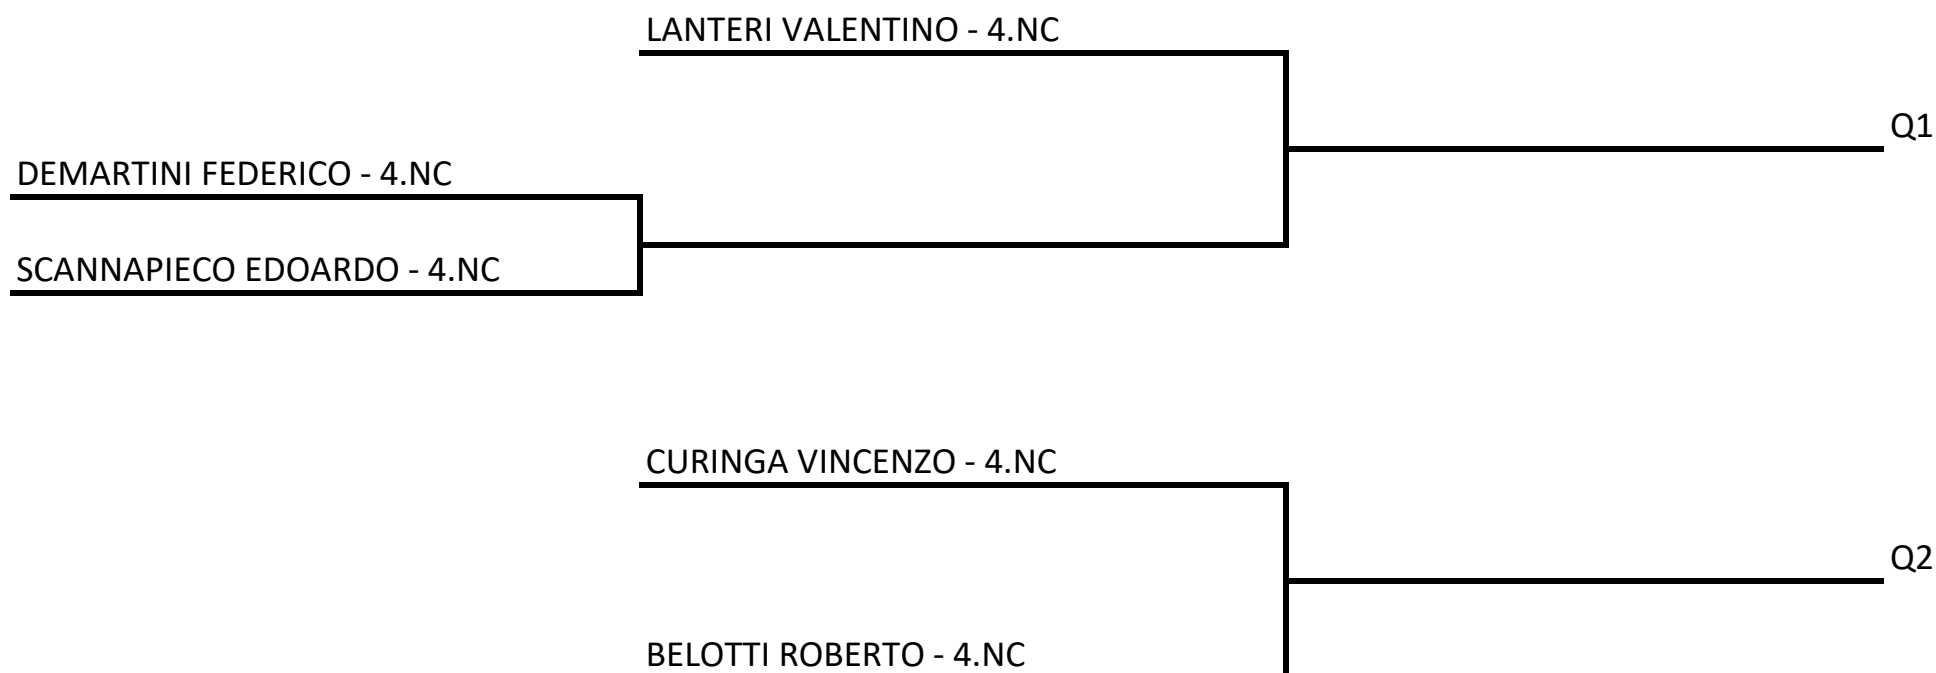 LANTERI VALENTINO - 4.NC
Q1
DEMARTINI FEDERICO - 4.NC
SCANNAPIECO EDOARDO - 4.NC
CURINGA VINCENZO - 4.NC
Q2
BELOTTI ROBERTO - 4.NC